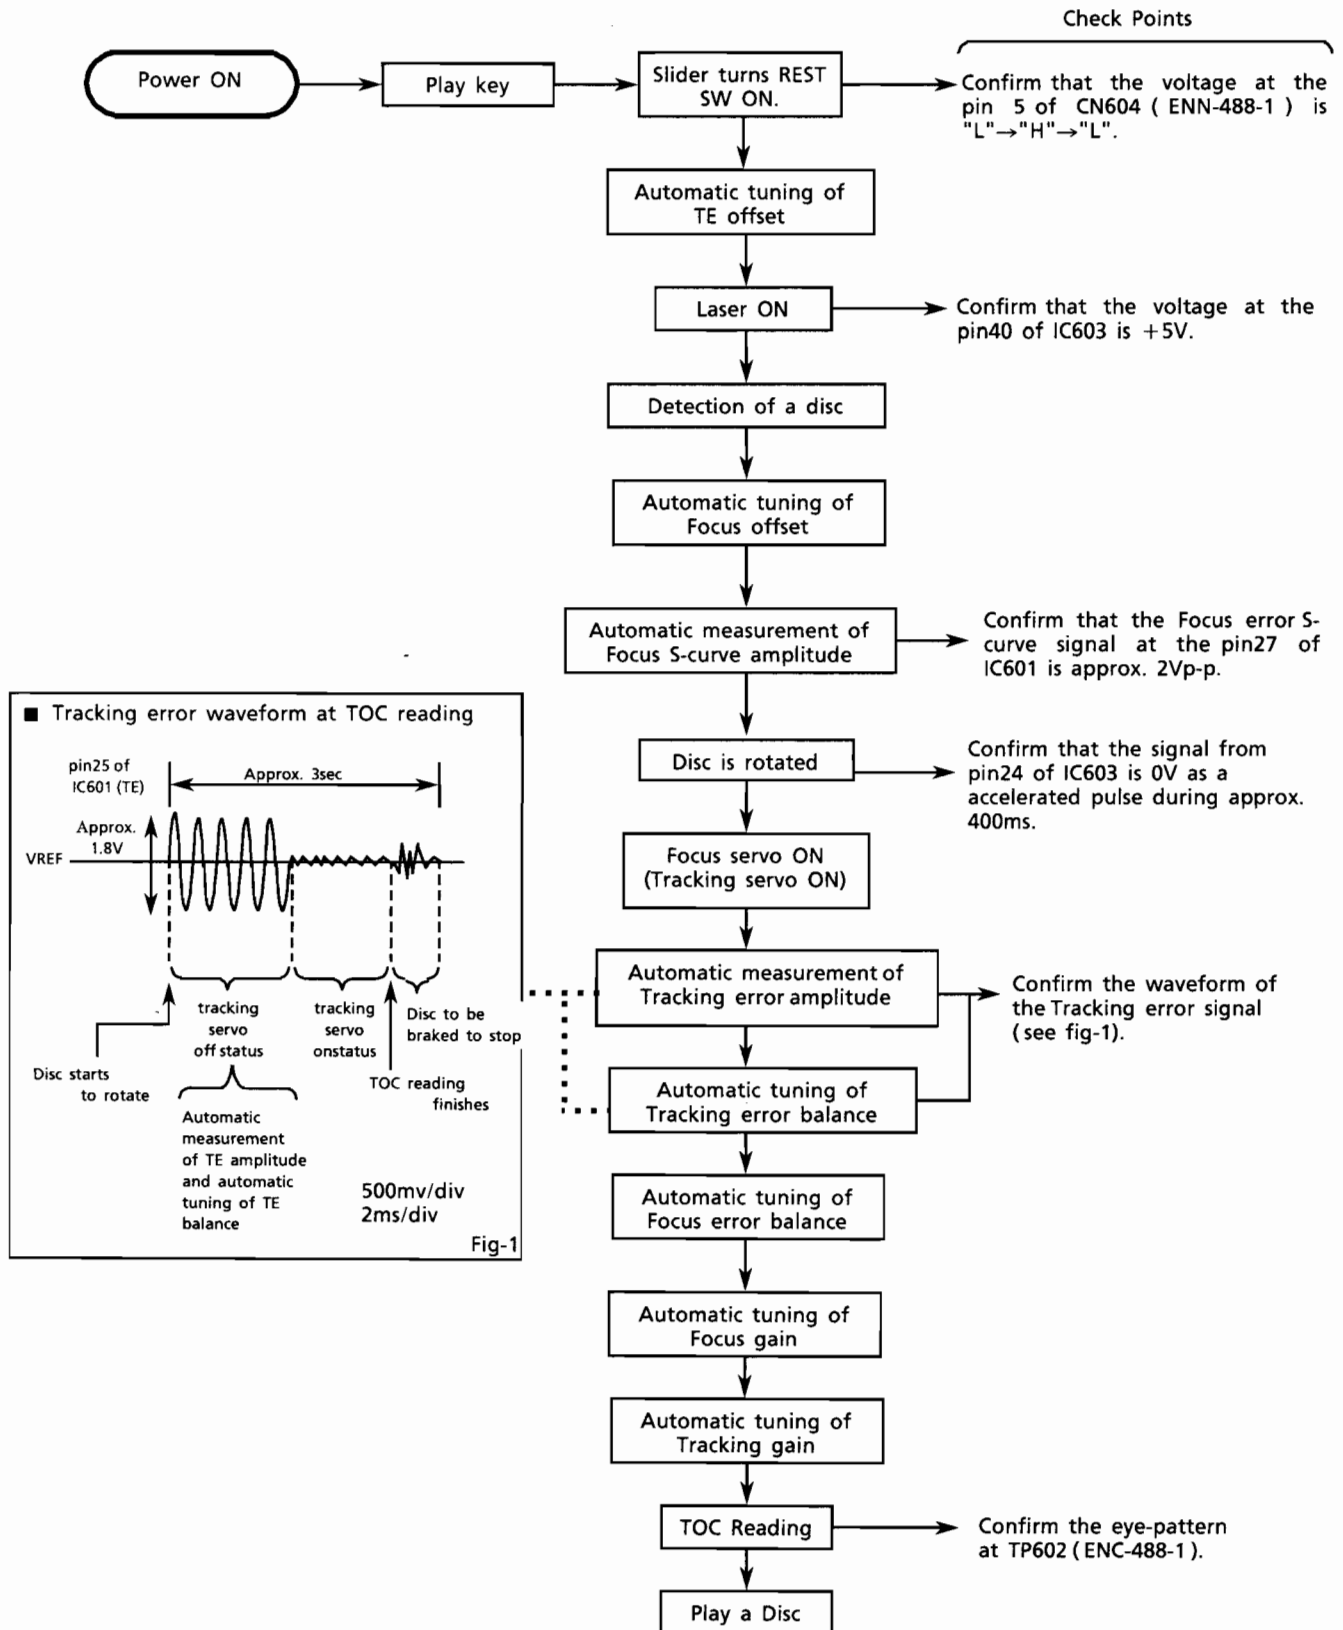 Check Points
Power ON
Play key
Slider turns REST
SW ON.
Confirm that the voltage at the
pin 5 of CN604 ( ENN-488-1 ) is
"L"→"H"→"L".
Automatic tuning of
TE offset
Laser ON
Confirm that the voltage at the
pin40 of IC603 is +5V.
Detection of a disc
Automatic tuning of
Focus offset
Automatic measurement of
Focus S-curve amplitude
Confirm that the Focus error S-
curve signal at the pin27 of
IC601 is approx. 2Vp-p.
Disc is rotated
Confirm that the signal from
pin24 of IC603 is 0V as a
accelerated pulse during approx.
400ms.
Focus servo ON
(Tracking servo ON)
Automatic measurement of
Tracking error amplitude
Confirm the waveform of
the Tracking error signal
( see fig-1).
Automatic tuning of
Tracking error balance
Automatic tuning of
Focus error balance
Automatic tuning of
Focus gain
Automatic tuning of
Tracking gain
TOC Reading
Confirm the eye-pattern
at TP602 ( ENC-488-1 ).
Play a Disc
■ Tracking error waveform at TOC reading
pin25 of
IC601 (TE)
Approx. 3sec
Approx.
1.8V
VREF
tracking
servo
off status
tracking
servo
onstatus
Disc to be
braked to stop
Disc starts
to rotate
TOC reading
finishes
Automatic
measurement
of TE amplitude
and automatic
tuning of TE
balance
500mv/div
2ms/div
Fig-1